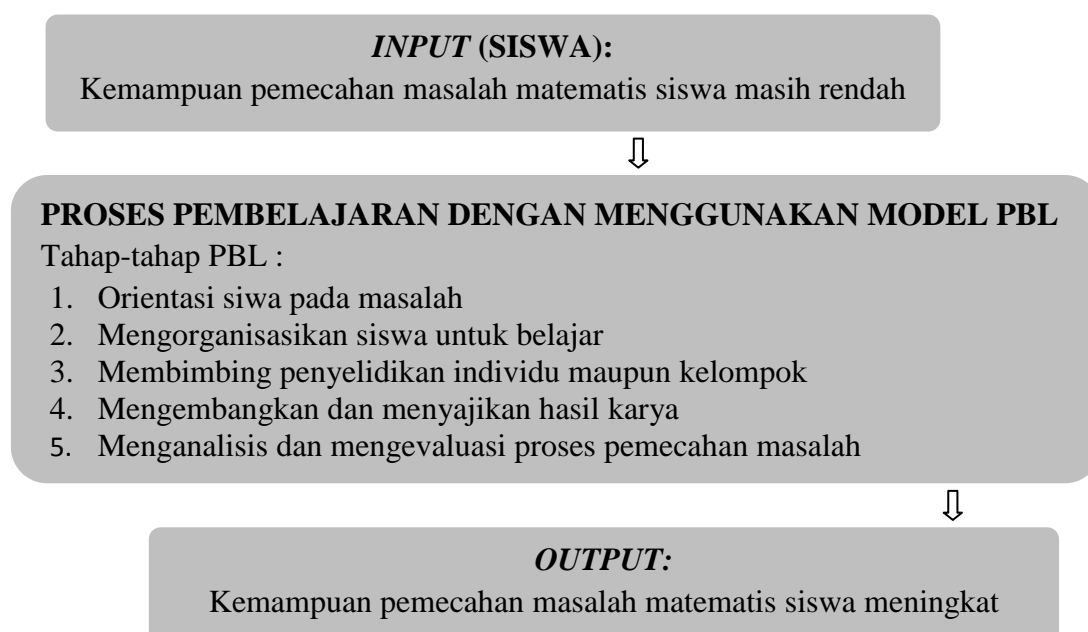 INPUT (SISWA):
Kemampuan pemecahan masalah matematis siswa masih rendah
PROSES PEMBELAJARAN DENGAN MENGGUNAKAN MODEL PBL
Tahap-tahap PBL :
1. Orientasi siwa pada masalah
2. Mengorganisasikan siswa untuk belajar
3. Membimbing penyelidikan individu maupun kelompok
4. Mengembangkan dan menyajikan hasil karya
5. Menganalisis dan mengevaluasi proses pemecahan masalah
OUTPUT:
Kemampuan pemecahan masalah matematis siswa meningkat